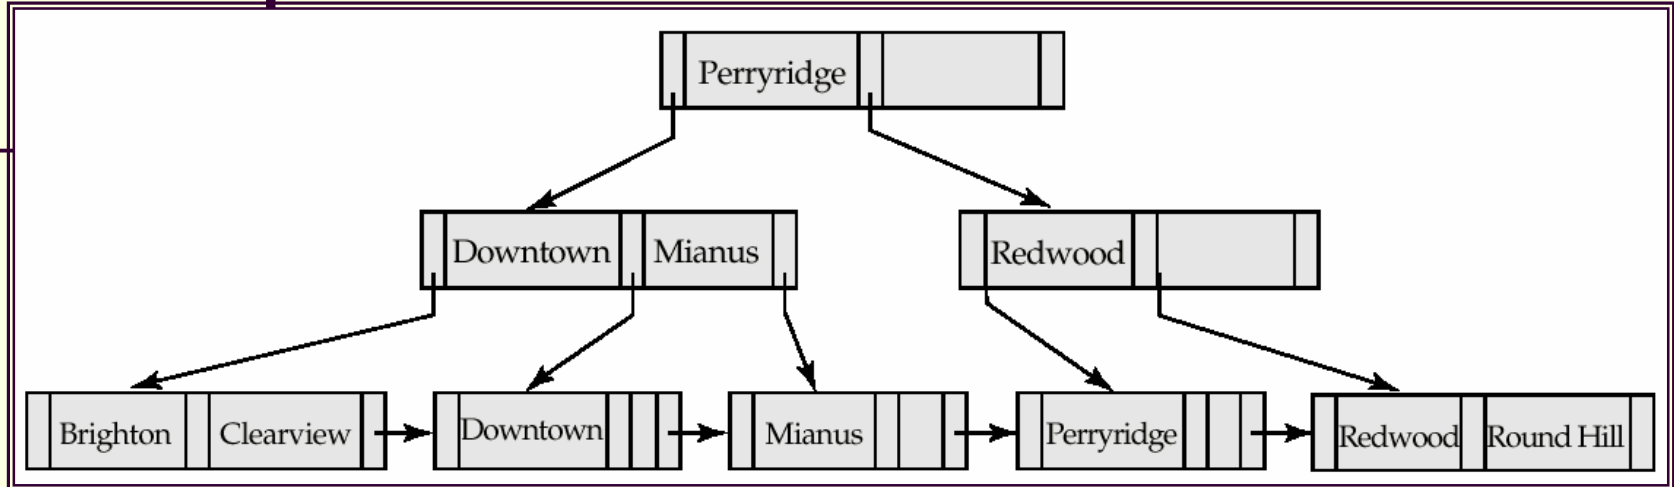 Perryridge
Downtown Mianus Redwood
Brighton Clearview Downtown Mianus Perryridge Redwood Round Hill